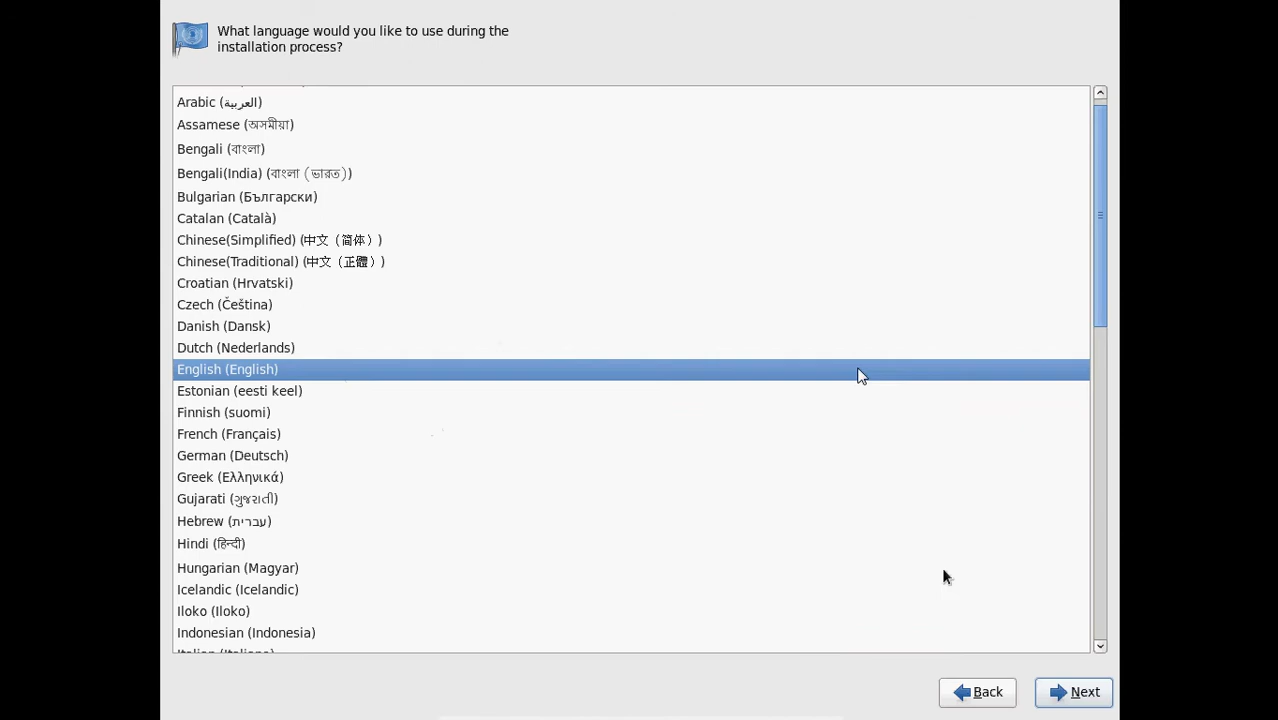 What language would you like to use during the
installation process?
Arabic (العربية)
Assamese (অসমীয়া)
Bengali (বাংলা)
Bengali(India) (বাংলা (ভারত))
Bulgarian (Български)
Catalan (Català)
Chinese(Simplified) (中文（简体）)
Chinese(Traditional) (中文（正體）)
Croatian (Hrvatski)
Czech (Čeština)
Danish (Dansk)
Dutch (Nederlands)
English (English)
Estonian (eesti keel)
Finnish (suomi)
French (Français)
German (Deutsch)
Greek (Ελληνικά)
Gujarati (ગુજરાતી)
Hebrew (עברית)
Hindi (हिन्दी)
Hungarian (Magyar)
Icelandic (Icelandic)
Iloko (Iloko)
Indonesian (Indonesia)
Back
Next